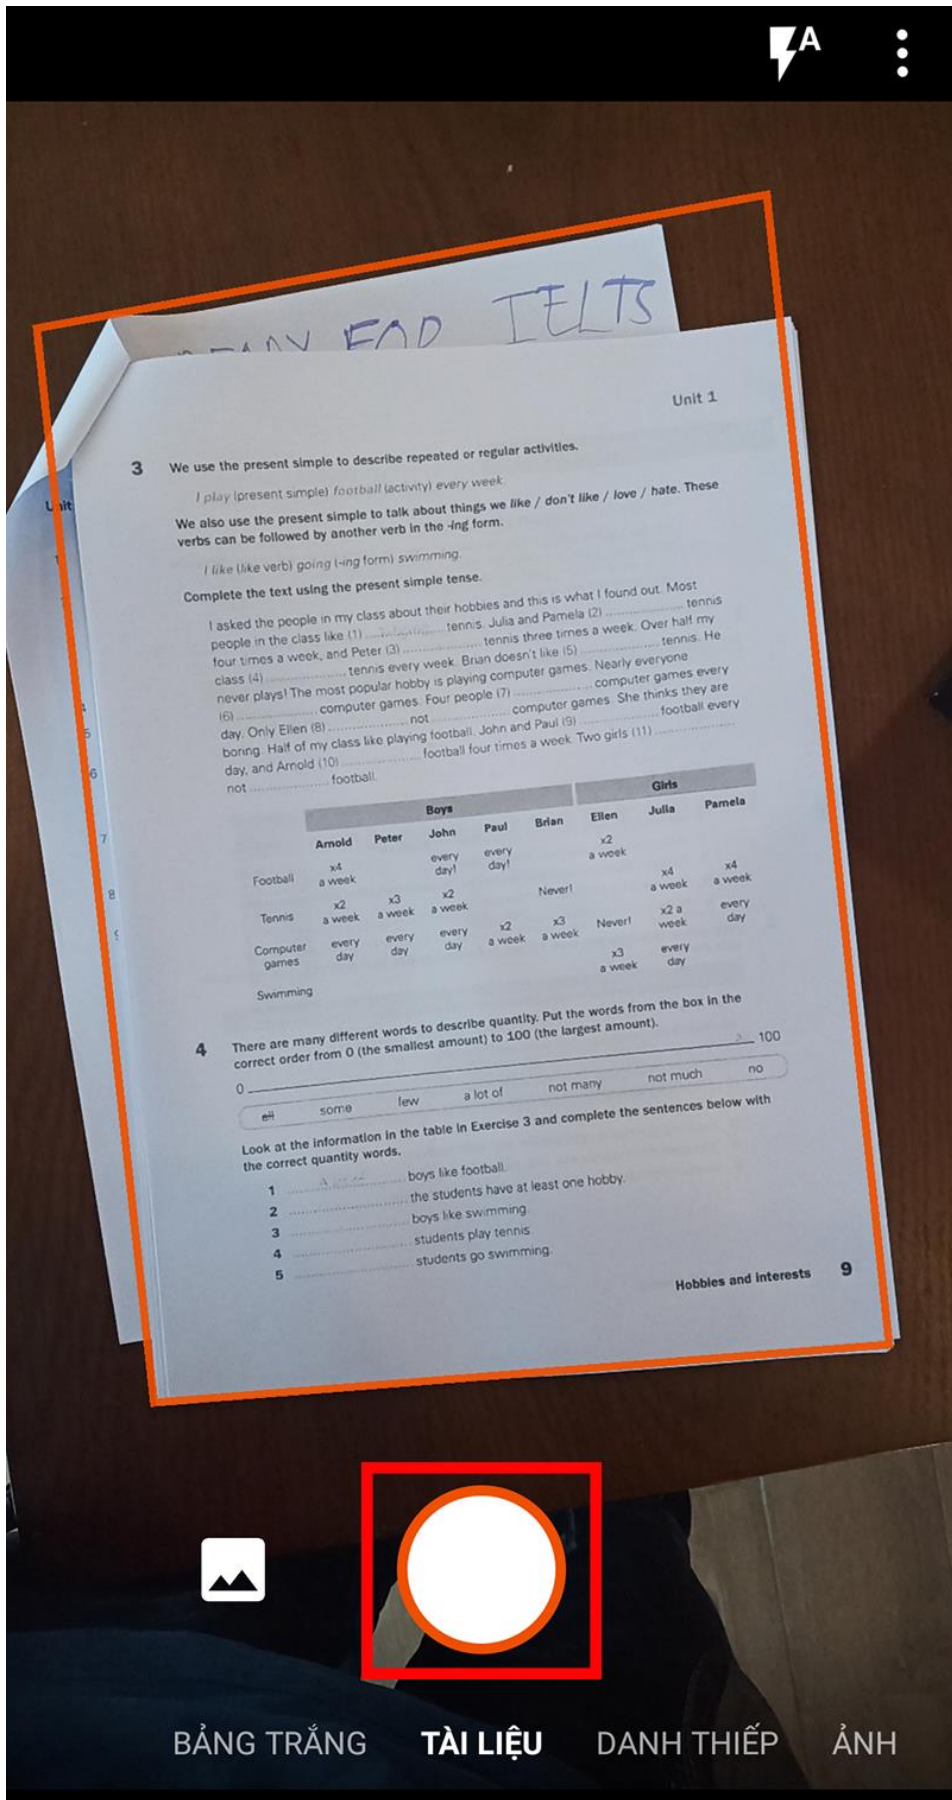 A
READY FOR IELTS
Unit 1
Unit
3 We use the present simple to describe repeated or regular activities.
I play (present simple) football (activity) every week.
We also use the present simple to talk about things we like / don't like / love / hate. These
verbs can be followed by another verb in the -ing form.
I like (like verb) going (-ing form) swimming.
Complete the text using the present simple tense.
I asked the people in my class about their hobbies and this is what I found out. Most
people in the class like (1) .................... tennis. Julia and Pamela (2) .................... tennis
four times a week, and Peter (3) .................... tennis three times a week. Over half my
class (4) .................... tennis every week. Brian doesn't like (5) .................... tennis. He
never plays! The most popular hobby is playing computer games. Nearly everyone
(6) .................... computer games. Four people (7) .................... computer games every
day. Only Ellen (8) .................... not .................... computer games. She thinks they are
boring. Half of my class like playing football. John and Paul (9) .................... football every
day, and Arnold (10) .................... football four times a week. Two girls (11) ....................
not .................... football.
Boys Girls
Arnold Peter John Paul Brian Ellen Julia Pamela
Football x4 a week every day! every day! x2 a week
Tennis x2 a week x3 a week x2 a week Never! x4 a week x4 a week
Computer games every day every day every day x2 a week x3 a week Never! x2 a week every day
Swimming x3 a week every day
4 There are many different words to describe quantity. Put the words from the box in the
correct order from 0 (the smallest amount) to 100 (the largest amount).
0 100
all some few a lot of not many not much no
Look at the information in the table in Exercise 3 and complete the sentences below with
the correct quantity words.
1 .................... boys like football.
2 .................... the students have at least one hobby.
3 .................... boys like swimming.
4 .................... students play tennis.
5 .................... students go swimming.
Hobbies and interests 9
5
6
7
8
BẢNG TRẮNG TÀI LIỆU DANH THIẾP ẢNH